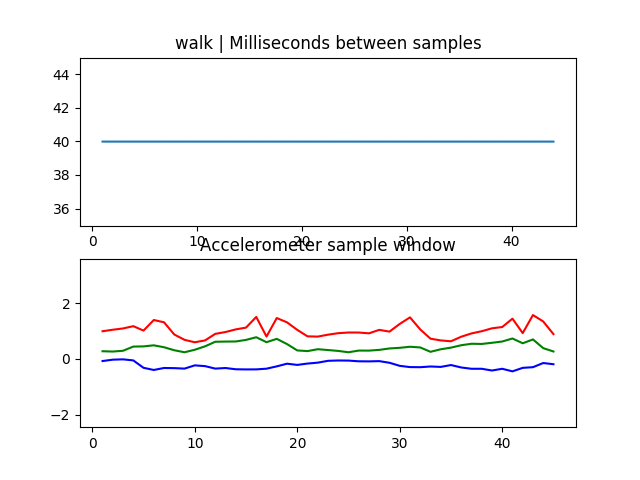 walk | Milliseconds between samples
44
42
40
38
36
0 10 20 30 40
Accelerometer sample window
2
0
−2
0 10 20 30 40